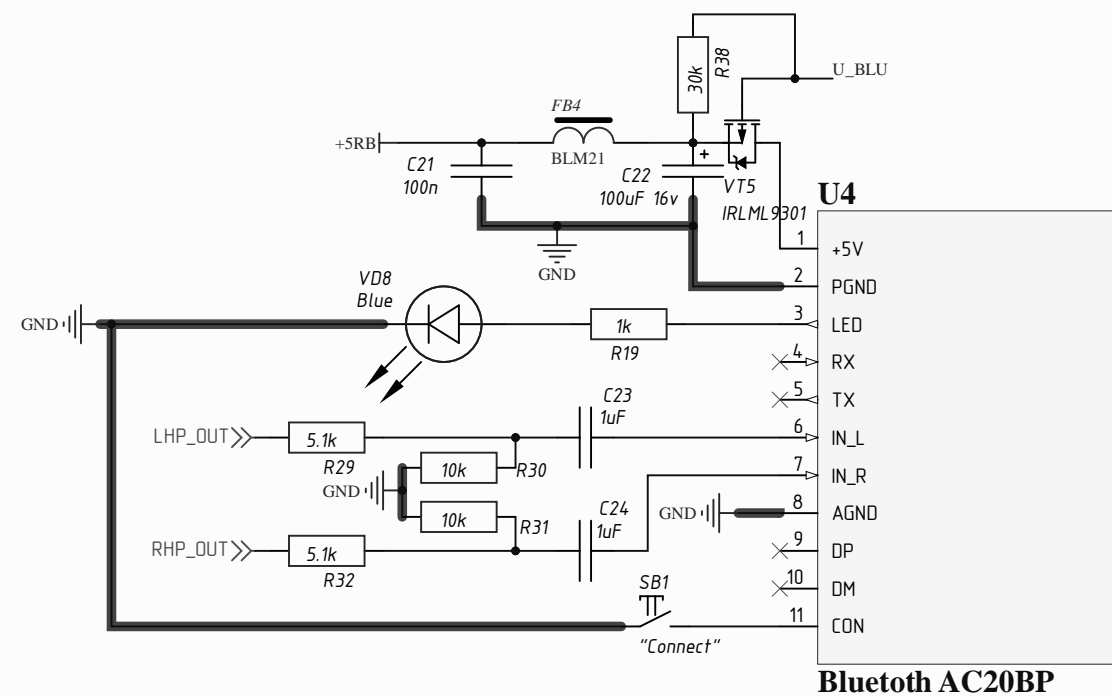 30k
R38
U_BLU
FB4
+5RB
BLM21
C21
100n
C22
100uF 16v
+
VT5
IRLML9301
U4
GND
1 +5V
2 PGND
VD8
Blue
GND
1k
R19
3 LED
4 RX
5 TX
C23
1uF
LHP_OUT
5.1k
R29
6 IN_L
10k
R30
7 IN_R
GND
10k
R31
C24
1uF
GND
8 AGND
RHP_OUT
5.1k
R32
9 DP
10 DM
SB1
11 CON
"Connect"
Bluetoth AC20BP